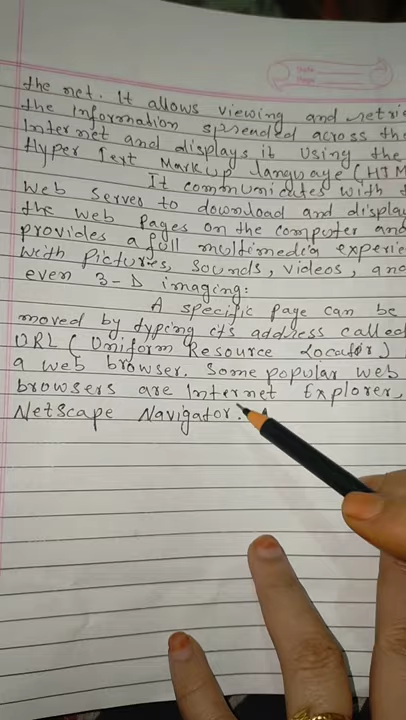 the net. It allows viewing and retrie
the Information spreaded across the
Internet and displays it using the
Hyper Text Markup language (HTM
It communicates with t
web serves to download and display
the web pages on the computer and
provides a full multimedia experie
with Pictures, Sounds, videos, and
even 3-D imaging:
A specific page can be
moved by typing it's address called
URL (Uniform Resource Locator)
a web browser. Some popular web
browsers are Internet Explorer,
Netscape Navigator.